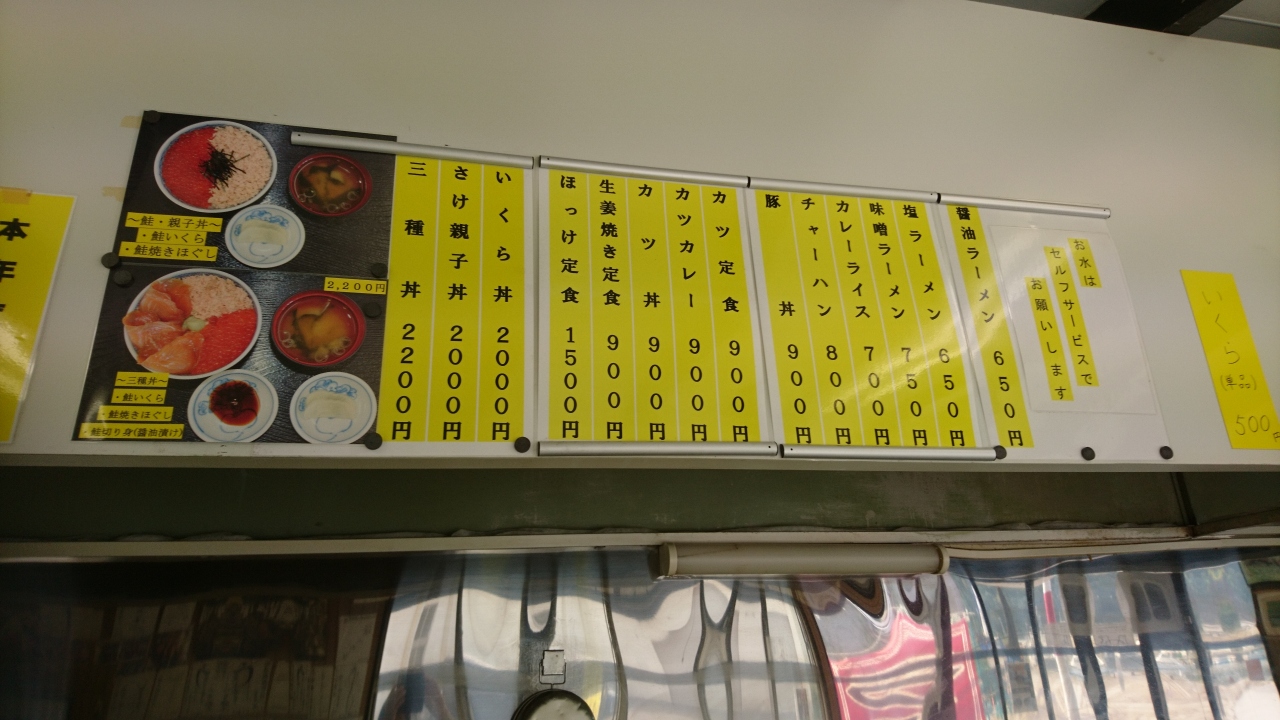 醤油ラーメン 650円
塩ラーメン 650円
味噌ラーメン 750円
カレーライス 700円
チャーハン 800円
豚丼 900円
カツ定食 900円
カツカレー 900円
カツ丼 900円
生姜焼き定食 900円
ほっけ定食 1500円
いくら丼 2000円
さけ親子丼 2000円
三種丼 2200円
お水は
セルフサービスで
お願いします
いくら
(単品)
500円
~鮭・親子丼~
・鮭いくら
・鮭焼きほぐし
2,200円
~三種丼~
・鮭いくら
・鮭焼きほぐし
・鮭切り身(醤油漬け)
本年